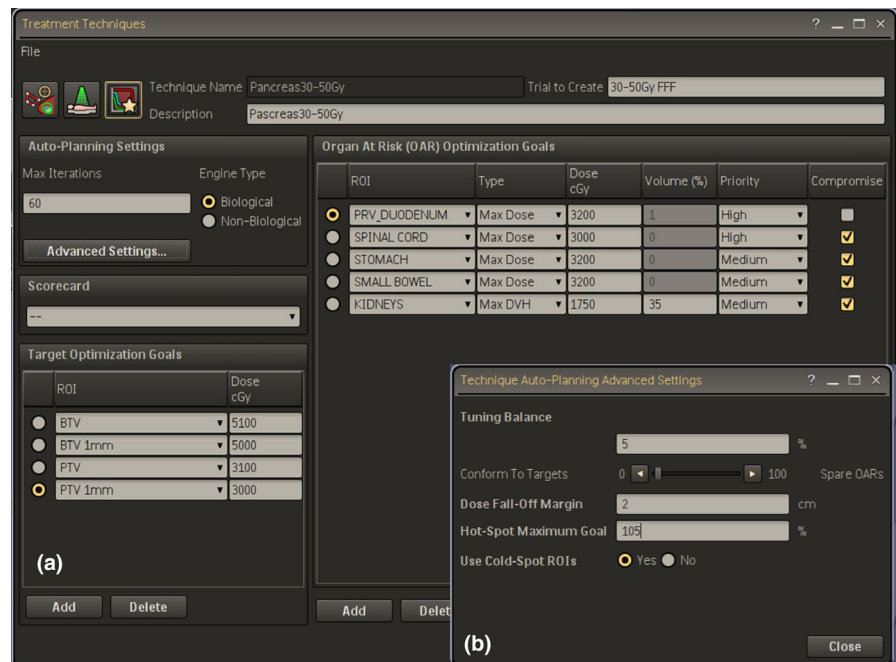 Treatment Techniques
File
Technique Name Pancreas30-50Gy Trial to Create 30-50Gy FFF
Description Pascreas30-50Gy
Auto-Planning Settings
Max Iterations Engine Type
60 Biological
Non-Biological
Advanced Settings...
Scorecard
--
Target Optimization Goals
ROI Dose cGy
BTV 5100
BTV 1mm 5000
PTV 3100
PTV 1mm 3000
(a)
Add Delete
Organ At Risk (OAR) Optimization Goals
ROI Type Dose cGy Volume (%) Priority Compromise
PRV_DUODENUM Max Dose 3200 1 High
SPINAL CORD Max Dose 3000 0 High
STOMACH Max Dose 3200 0 Medium
SMALL BOWEL Max Dose 3200 0 Medium
KIDNEYS Max DVH 1750 35 Medium
Add Delet
Technique Auto-Planning Advanced Settings ?
Tuning Balance
5 %
Conform To Targets 0 100 Spare OARs
Dose Fall-Off Margin 2 cm
Hot-Spot Maximum Goal 105 %
Use Cold-Spot ROIs Yes No
(b)
Close